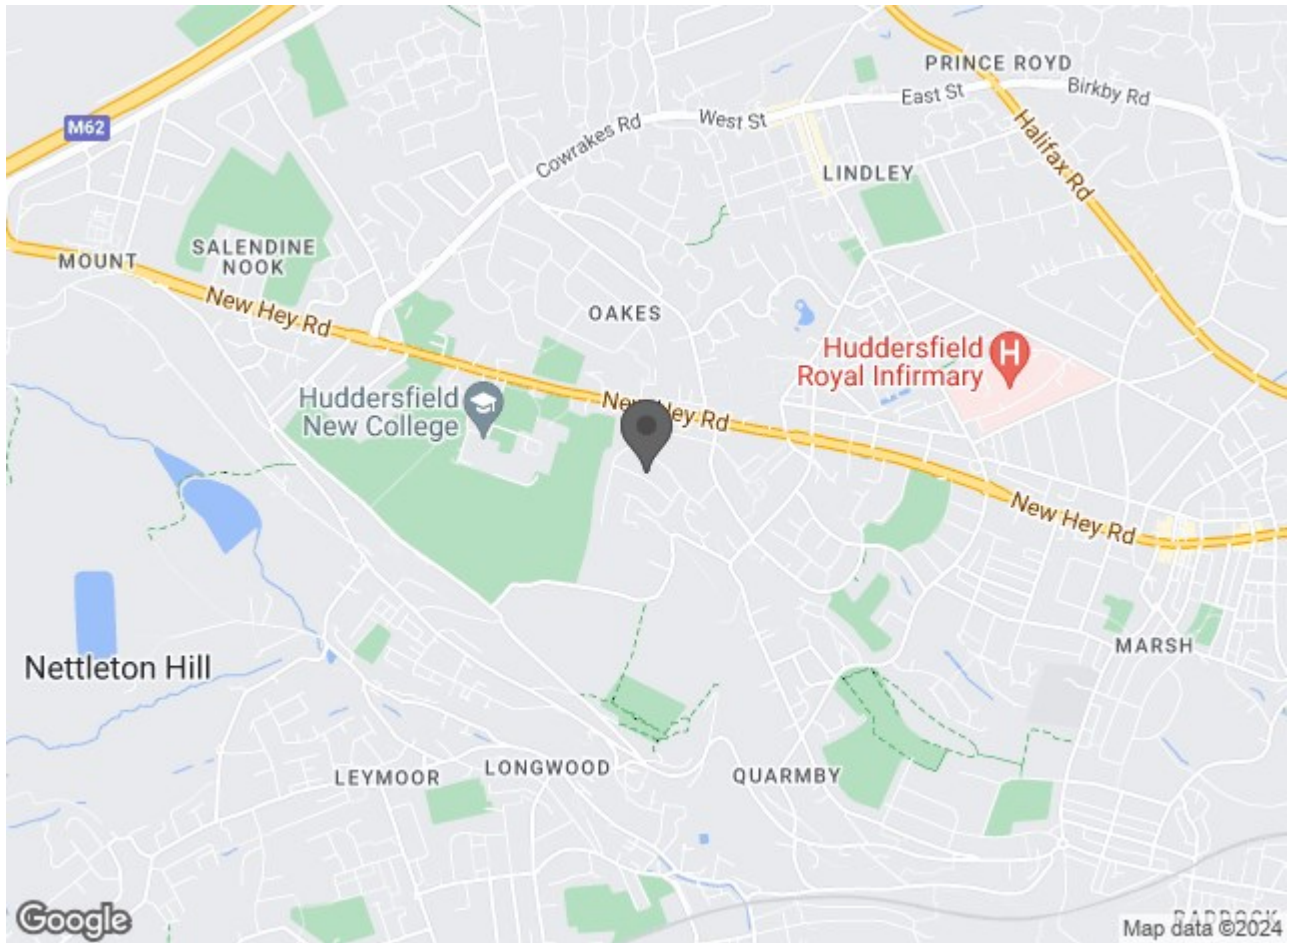 PRINCE ROYD
Birkby Rd
East St
M62
West St
Cowrakes Rd
Halifax Rd
LINDLEY
SALENDINE
NOOK
MOUNT
New Hey Rd
OAKES
Huddersfield
Royal Infirmary
H
Huddersfield
New College
New Hey Rd
New Hey Rd
MARSH
Nettleton Hill
LONGWOOD
QUARMBY
LEYMOOR
Google
PADDOCK
Map data ©2024